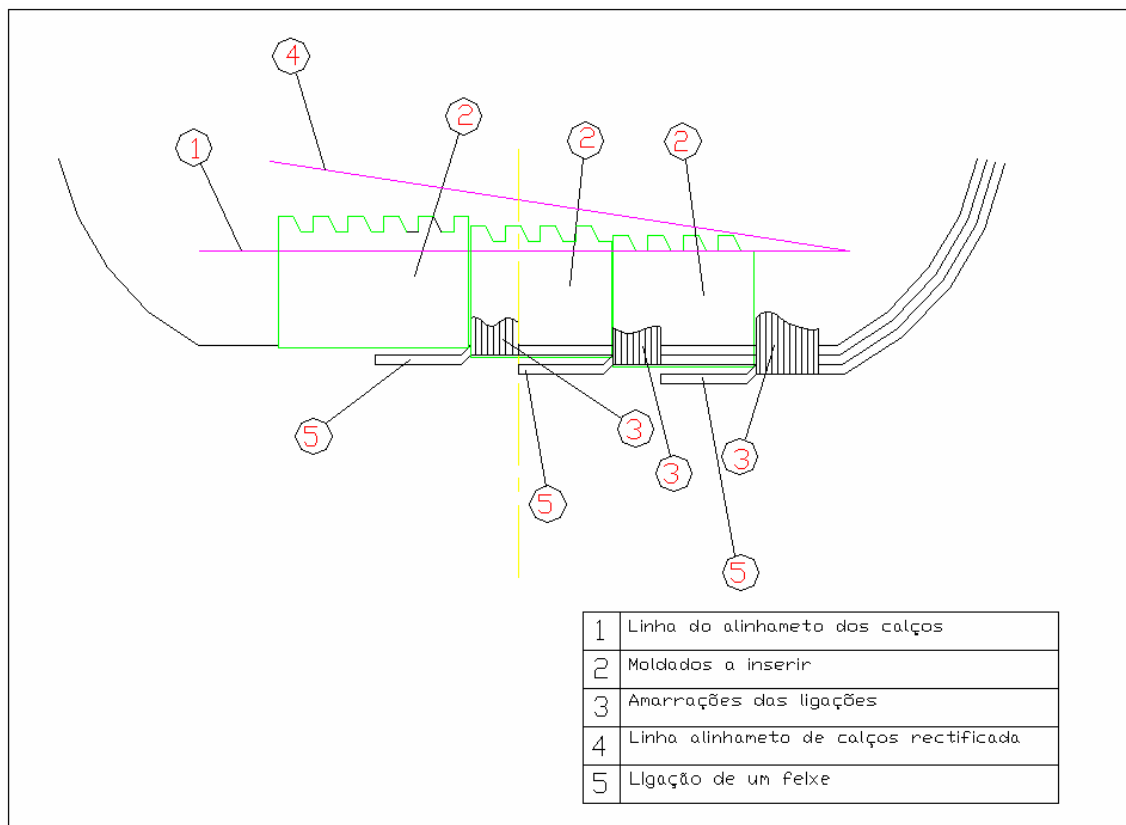 4
2
2
2
1
5
3
3
3
5
5
1 Linha do alinhameto dos calços
2 Moldados a inserir
3 Amarrações das ligações
4 Linha alinhameto de calços rectificada
5 LIgação de um feIxe